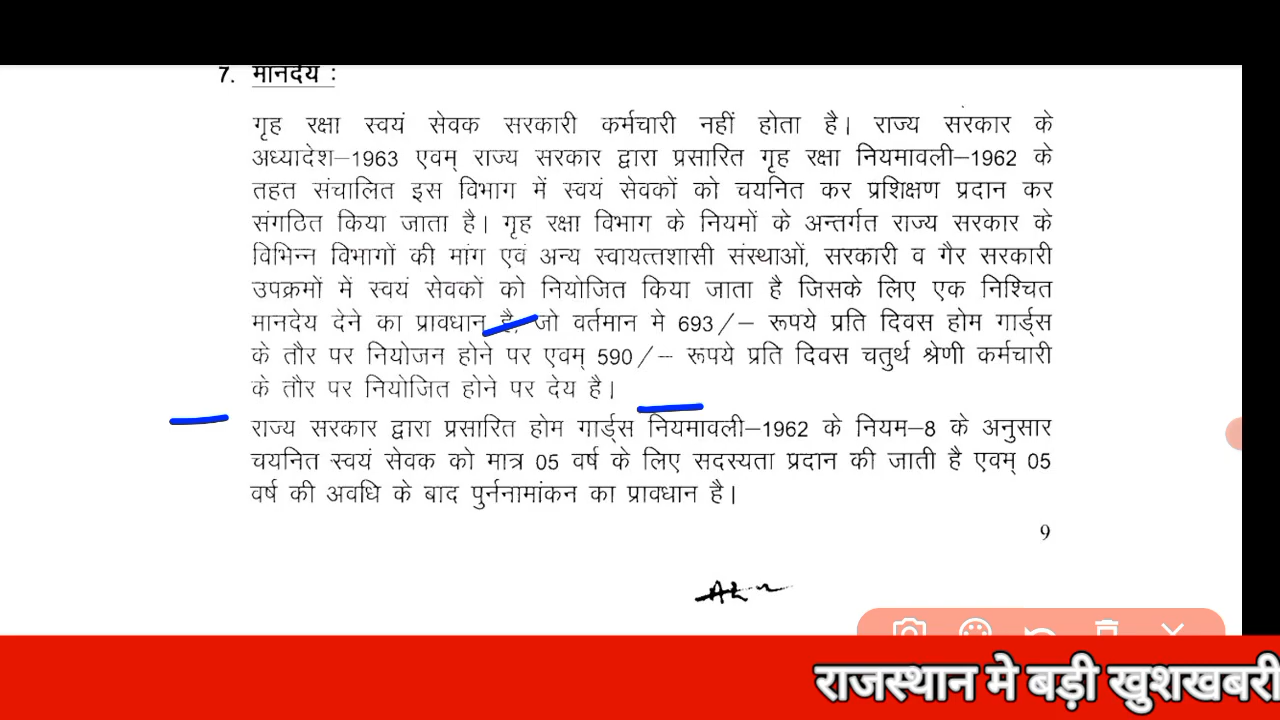 7. मानदेय :
गृह रक्षा स्वयं सेवक सरकारी कर्मचारी नहीं होता है। राज्य सरकार के
अध्यादेश–1963 एवम् राज्य सरकार द्वारा प्रसारित गृह रक्षा नियमावली–1962 के
तहत संचालित इस विभाग में स्वयं सेवकों को चयनित कर प्रशिक्षण प्रदान कर
संगठित किया जाता है। गृह रक्षा विभाग के नियमों के अन्तर्गत राज्य सरकार के
विभिन्न विभागों की मांग एवं अन्य स्वायत्तशासी संस्थाओं, सरकारी व गैर सरकारी
उपक्रमों में स्वयं सेवकों को नियोजित किया जाता है जिसके लिए एक निश्चित
मानदेय देने का प्रावधान है, जो वर्तमान मे 693/– रूपये प्रति दिवस होम गार्ड्स
के तौर पर नियोजन होने पर एवम् 590/– रूपये प्रति दिवस चतुर्थ श्रेणी कर्मचारी
के तौर पर नियोजित होने पर देय है।
राज्य सरकार द्वारा प्रसारित होम गार्ड्स नियमावली–1962 के नियम–8 के अनुसार
चयनित स्वयं सेवक को मात्र 05 वर्ष के लिए सदस्यता प्रदान की जाती है एवम् 05
वर्ष की अवधि के बाद पुर्ननामांकन का प्रावधान है।
9
राजस्थान मे बड़ी खुशखबरी